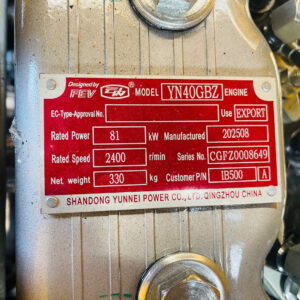 Designed by FEV MODEL YN40GBZ ENGINE
EC-Type-Approval No. Use EXPORT
Rated Power 81 kW Manufactured 202508
Rated Speed 2400 r/min Series No. CGFZ0008649
Net weight 330 kg Customer P/N 1B500 A
SHANDONG YUNNEI POWER CO.,LTD. QINGZHOU CHINA